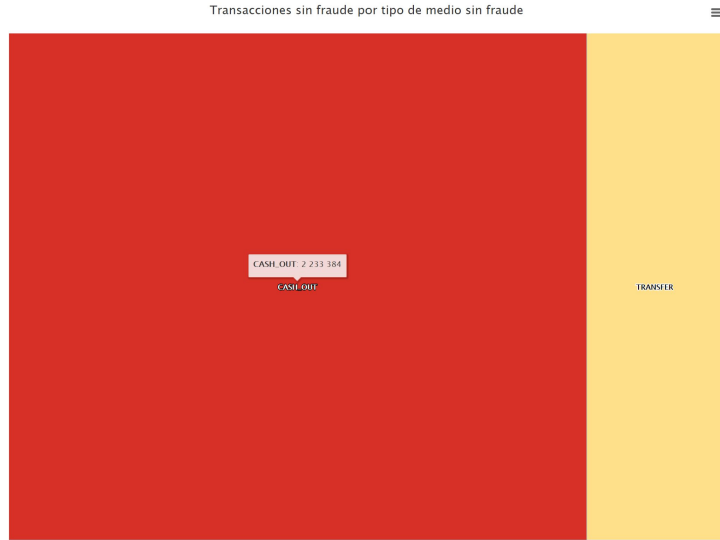 Transacciones sin fraude por tipo de medio sin fraude
CASH_OUT: 2 233 384
CASH_OUT
TRANSFER